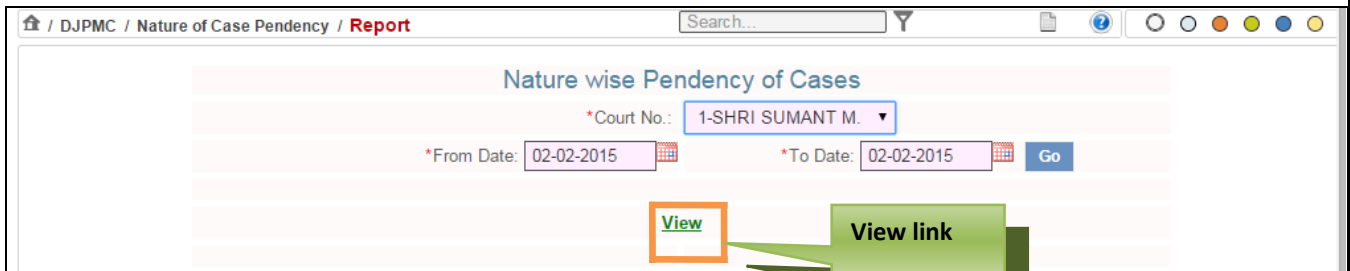 / DJPMC / Nature of Case Pendency / Report Search...
Nature wise Pendency of Cases
*Court No.: 1-SHRI SUMANT M.
*From Date: 02-02-2015 *To Date: 02-02-2015 Go
View
View link